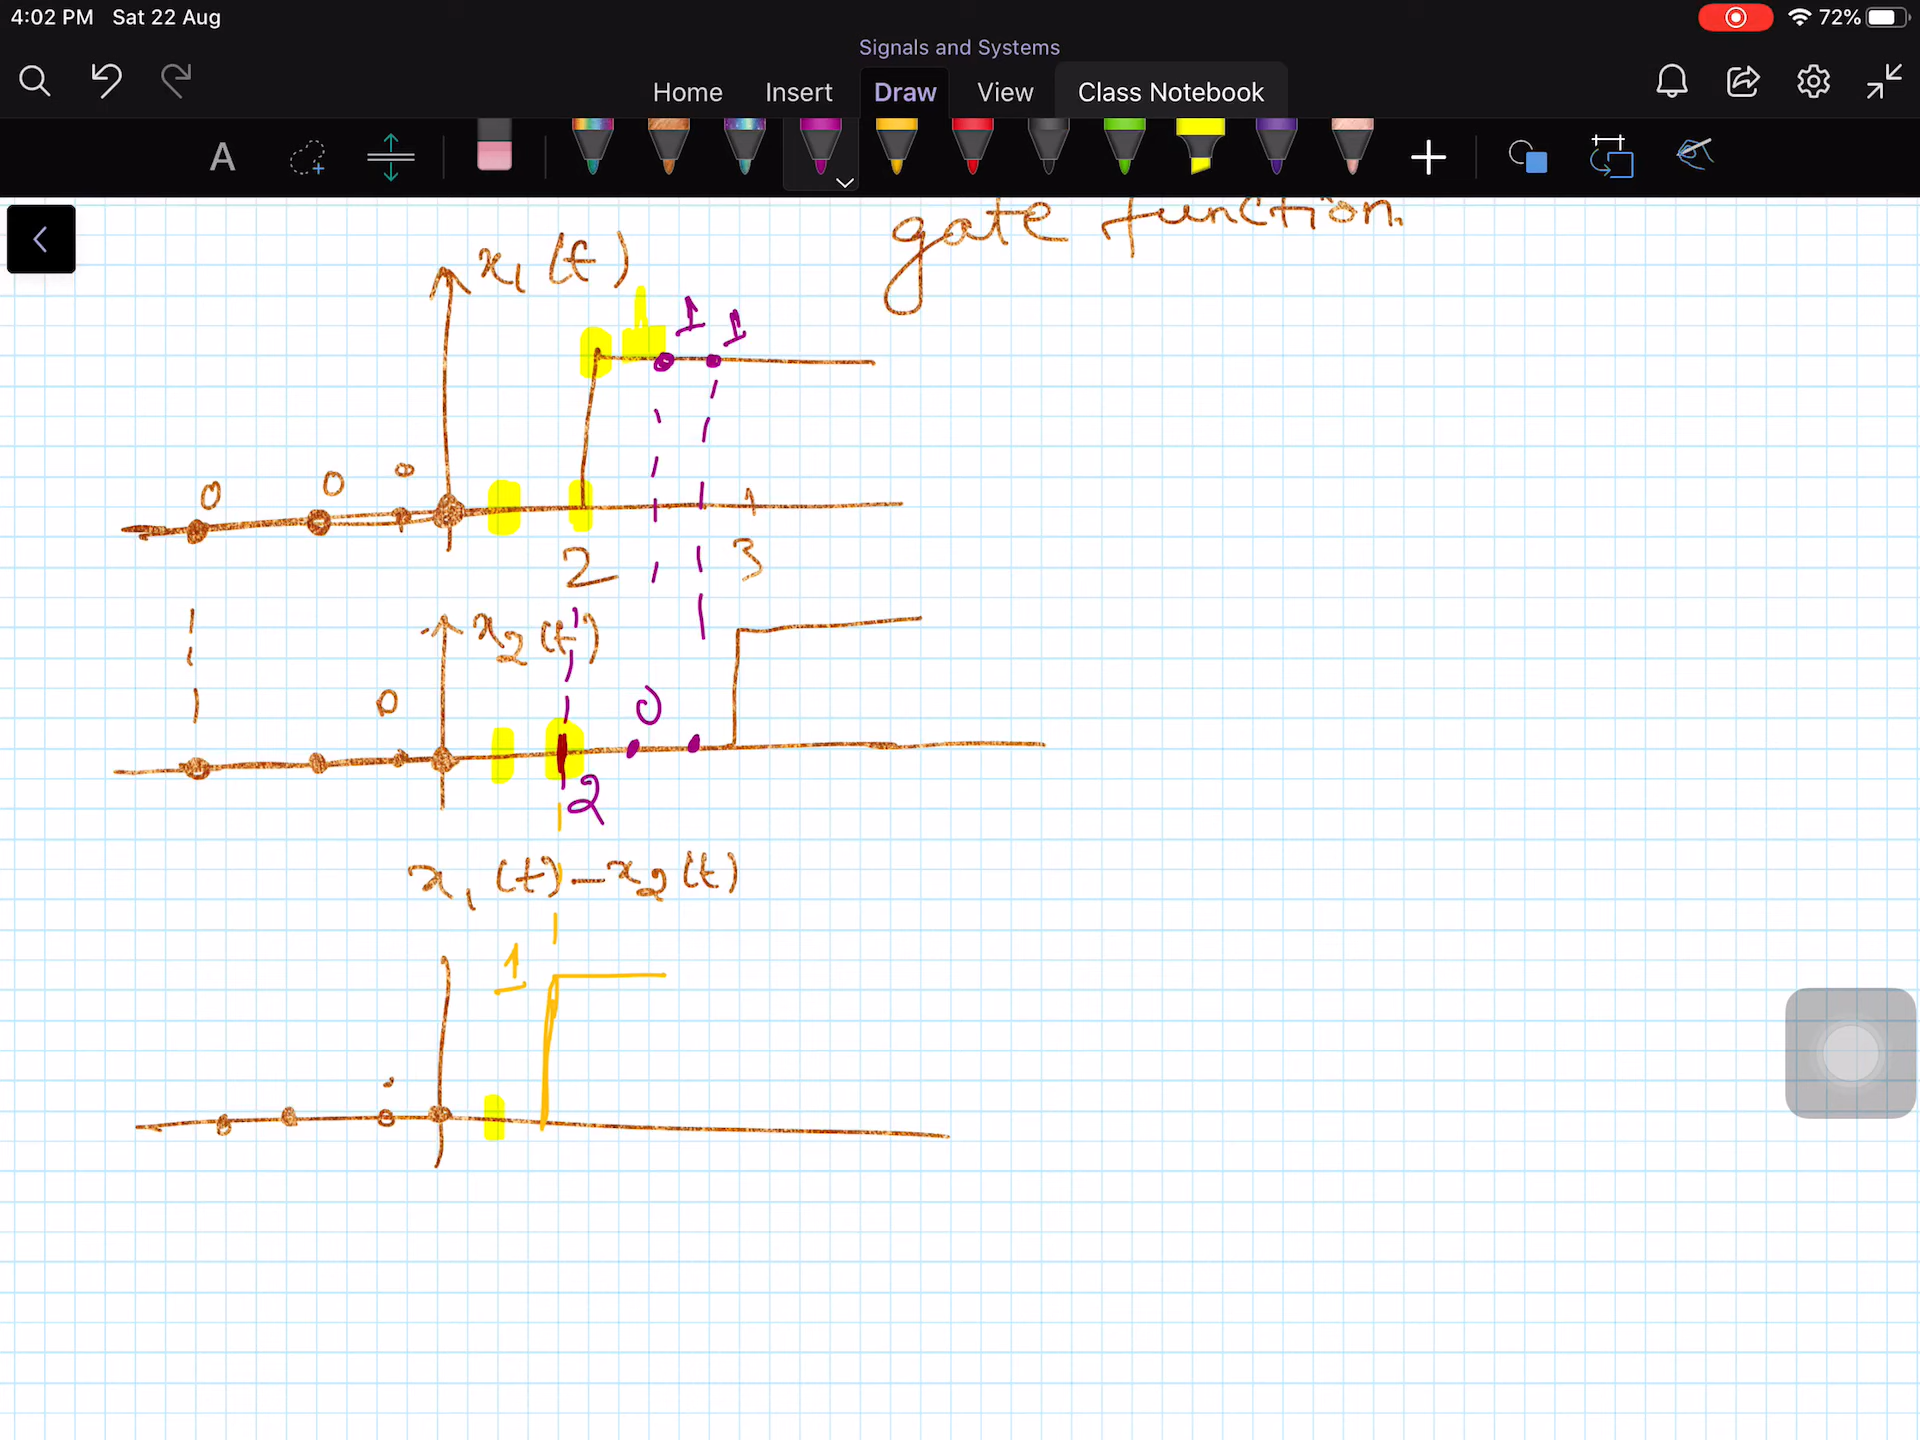 4:02 PM Sat 22 Aug
72%
Signals and Systems
Home Insert Draw View Class Notebook
A
gate function.
x₁(t)
1 1 1
0 0 0
2 3
x₂(t)
0 0
2
x₁(t) – x₂(t)
1